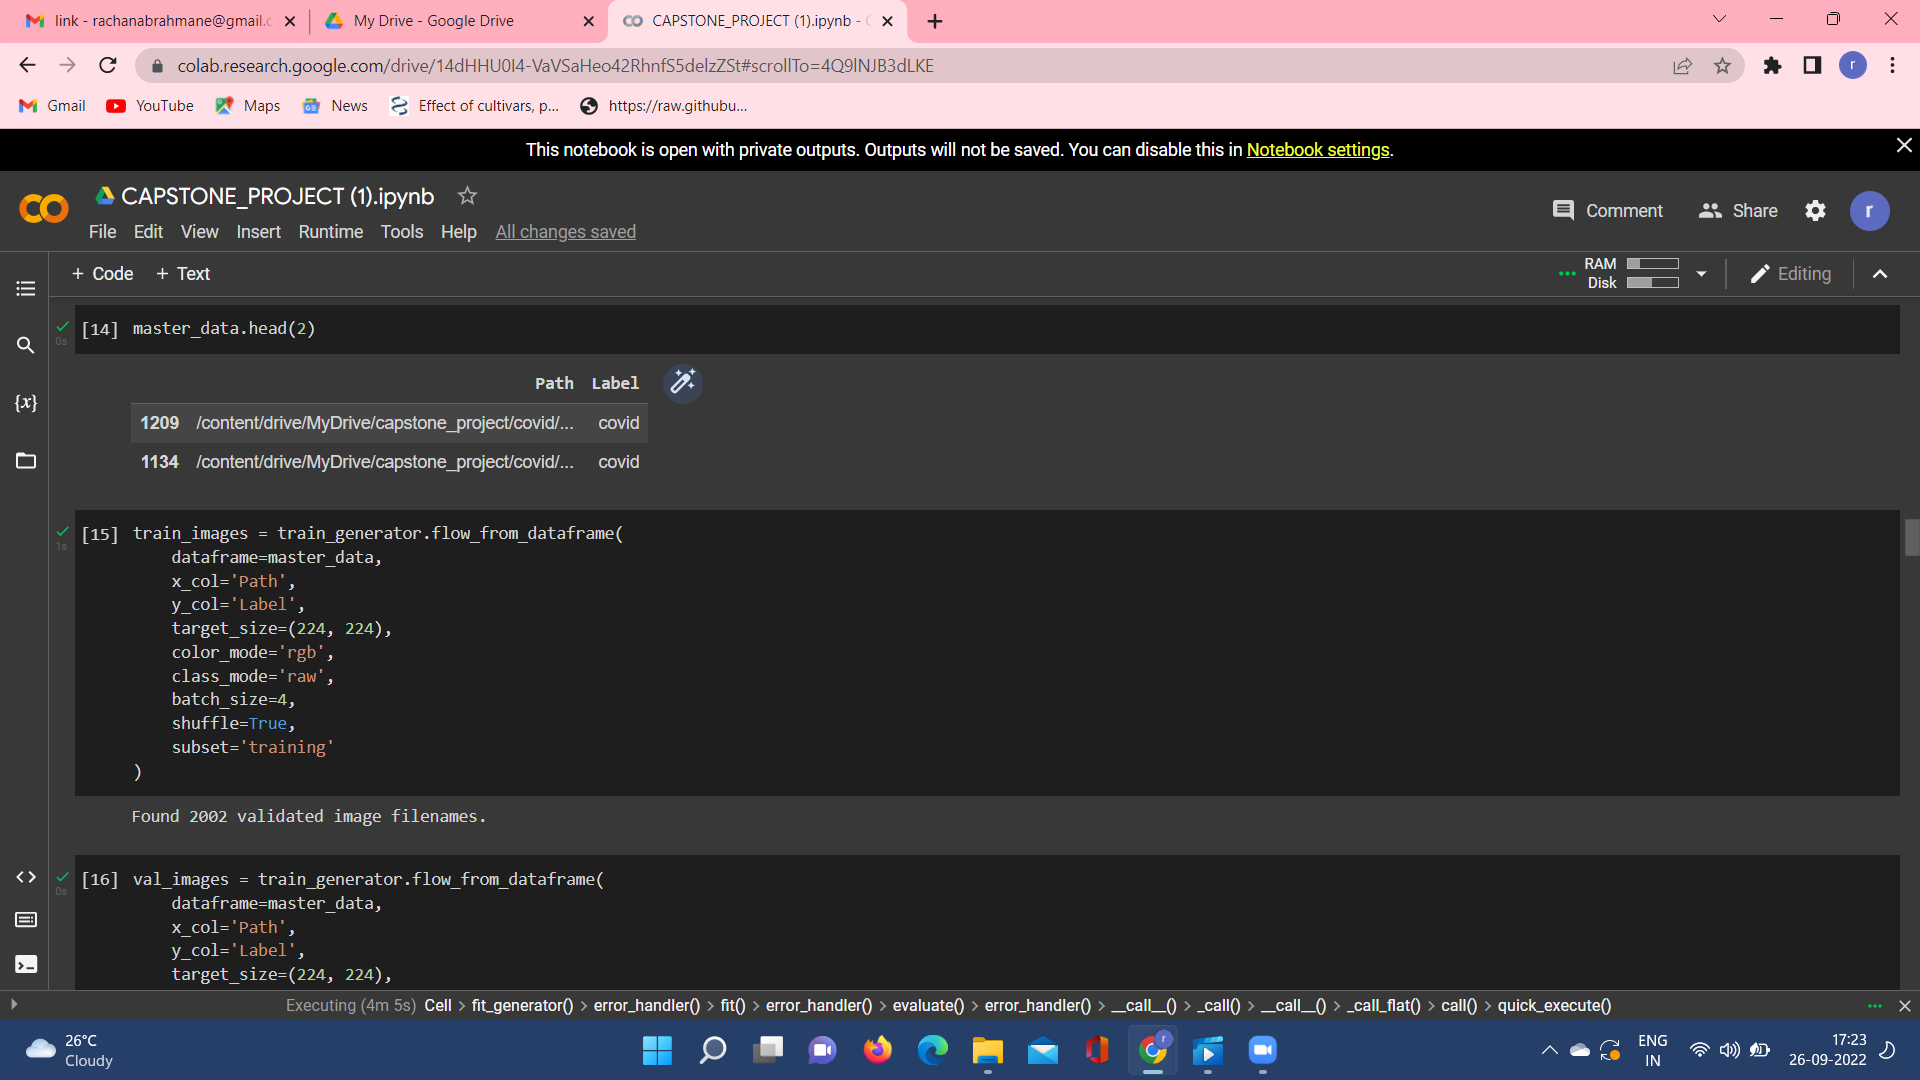 link - rachanabrahmane@gmail.c
My Drive - Google Drive
CAPSTONE_PROJECT (1).ipynb - C
colab.research.google.com/drive/14dHHU0I4-VaVSaHeo42RhnfS5delzZSt#scrollTo=4Q9lNJB3dLKE
r
Gmail
YouTube
Maps
News
Effect of cultivars, p...
https://raw.githubu...
This notebook is open with private outputs. Outputs will not be saved. You can disable this in Notebook settings.
CAPSTONE_PROJECT (1).ipynb
Comment
Share
r
File Edit View Insert Runtime Tools Help All changes saved
+ Code + Text
RAM
Disk
Editing
[14] master_data.head(2)
0s
Path Label
1209 /content/drive/MyDrive/capstone_project/covid/... covid
1134 /content/drive/MyDrive/capstone_project/covid/... covid
{x}
[15] train_images = train_generator.flow_from_dataframe(
1s
dataframe=master_data,
x_col='Path',
y_col='Label',
target_size=(224, 224),
color_mode='rgb',
class_mode='raw',
batch_size=4,
shuffle=True,
subset='training'
)
Found 2002 validated image filenames.
[16] val_images = train_generator.flow_from_dataframe(
0s
dataframe=master_data,
x_col='Path',
y_col='Label',
target_size=(224, 224),
Executing (4m 5s) Cell > fit_generator() > error_handler() > fit() > error_handler() > evaluate() > error_handler() > __call__() > _call() > __call__() > _call_flat() > call() > quick_execute()
26°C
Cloudy
r
ENG
IN
17:23
26-09-2022